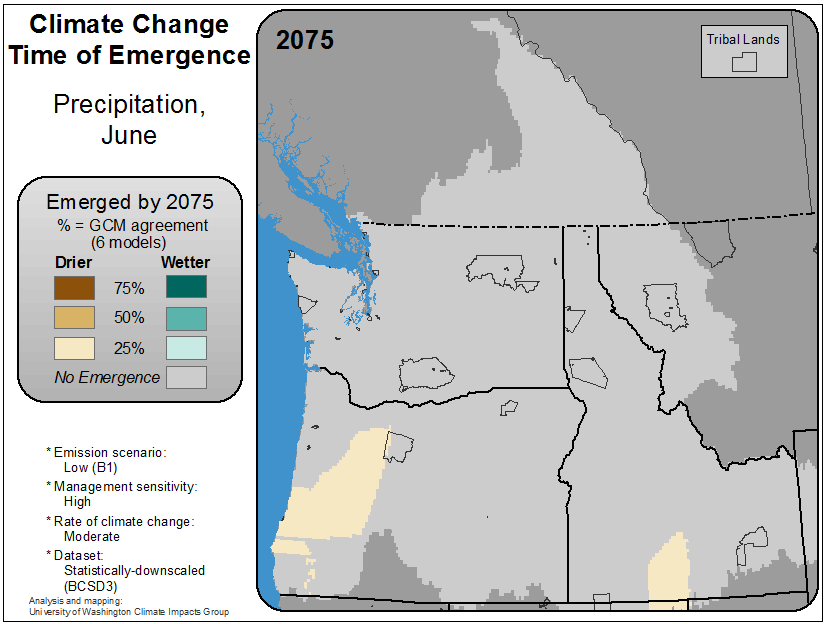 Climate Change
Time of Emergence
Precipitation,
June
Emerged by 2075
% = GCM agreement
(6 models)
Drier Wetter
75%
50%
25%
No Emergence
* Emission scenario:
Low (B1)
* Management sensitivity:
High
* Rate of climate change:
Moderate
* Dataset:
Statistically-downscaled
(BCSD3)
Analysis and mapping:
University of Washington Climate Impacts Group
2075
Tribal Lands